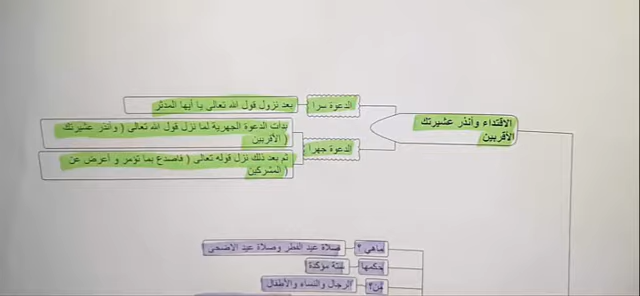 الاقتداء وأنذر عشيرتك
الأقربين
الدعوة سرا
بعد نزول قول الله تعالى يا أيها المدثر
الدعوة جهرا
بدأت الدعوة الجهرية لما نزل قول الله تعالى ( وأنذر عشيرتك
الأقربين )
ثم بعد ذلك نزل قوله تعالى ( فاصدع بما تؤمر و أعرض عن
المشركين )
ماهي ؟
صلاة عيد الفطر وصلاة عيد الأضحى
حكمها
سنة مؤكدة
لمن؟
الرجال والنساء والأطفال